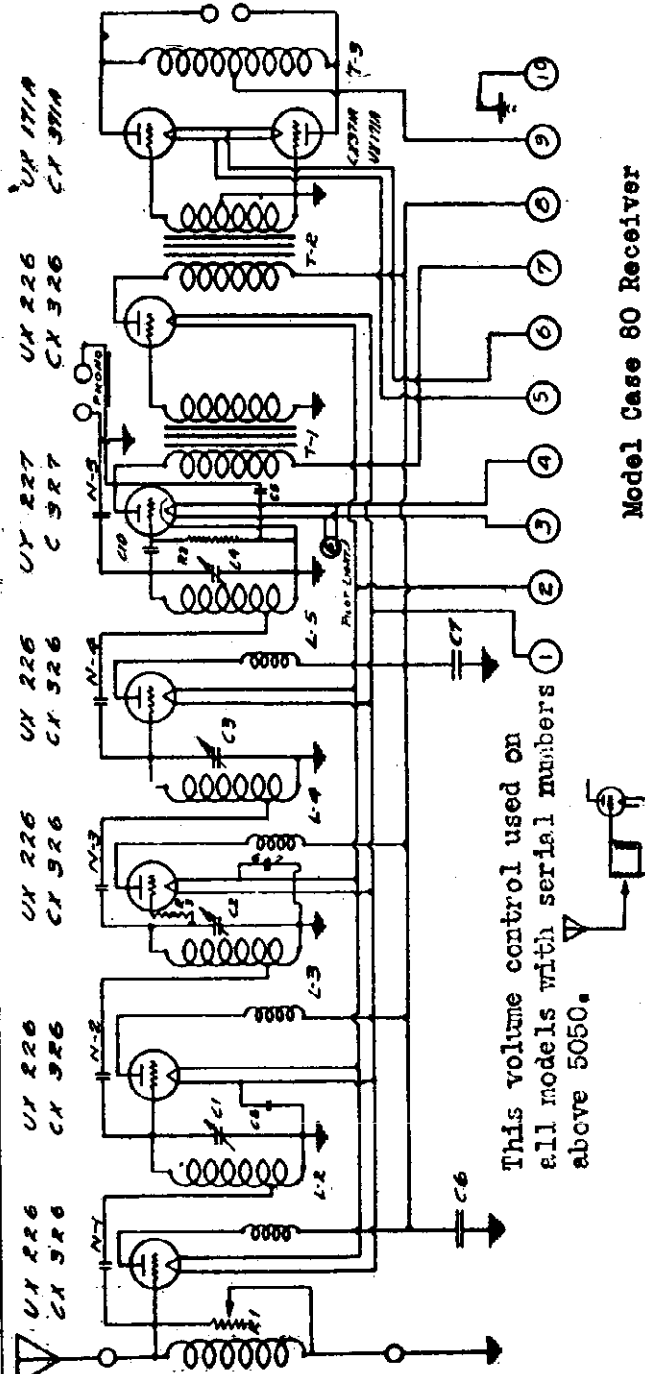 UX 226
CX 326
UX 226
CX 326
UX 226
CX 326
UX 226
CX 326
UY 227
C 327
UX 226
CX 326
UX 171A
CX 371A
N-1
N-2
N-3
N-4
N-5
PHONO
R1
C1
C8
L-2
C2
L-3
C3
L-4
C10
R3
C4
L-5
PILOT LIGHT
T-1
T-2
CX371A
UX171A
T-3
C6
C7
1
2
3
4
5
6
7
8
9
10
This volume control used on
all models with serial numbers
above 5050.
Model Case 80 Receiver